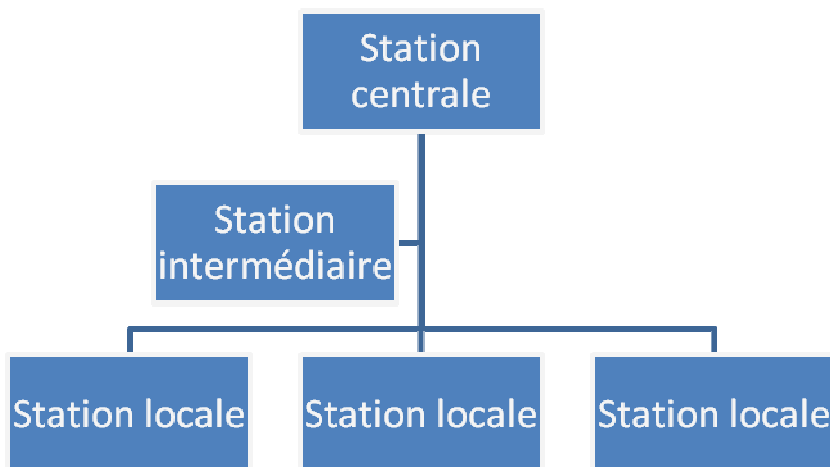 Station
centrale
Station
intermédiaire
Station locale
Station locale
Station locale